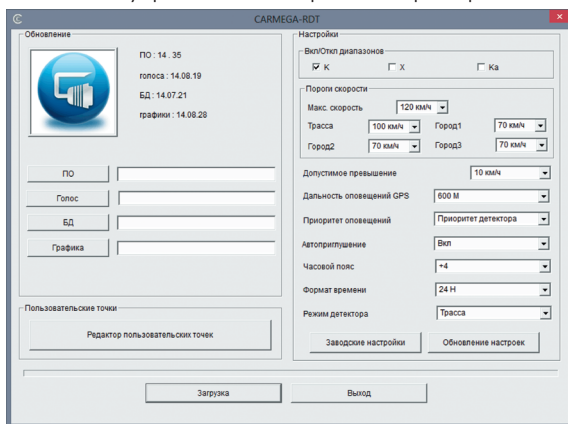 CARMEGA-RDT
Обновление
ПО : 14 . 35
голоса : 14.08.19
БД : 14.07.21
графики : 14.08.28
ПО
Голос
БД
Графика
Пользовательские точки
Редактор пользовательских точек
Настройки
Вкл/Откл диапазонов
K X Ka
Пороги скорости
Макс. скорость 120 км/ч
Трасса 100 км/ч Город1 70 км/ч
Город2 70 км/ч Город3 70 км/ч
Допустимое превышение 10 км/ч
Дальность оповещений GPS 600 M
Приоритет оповещений Приоритет детектора
Автоприглушение Вкл
Часовой пояс +4
Формат времени 24 H
Режим детектора Трасса
Заводские настройки Обновление настроек
Загрузка Выход